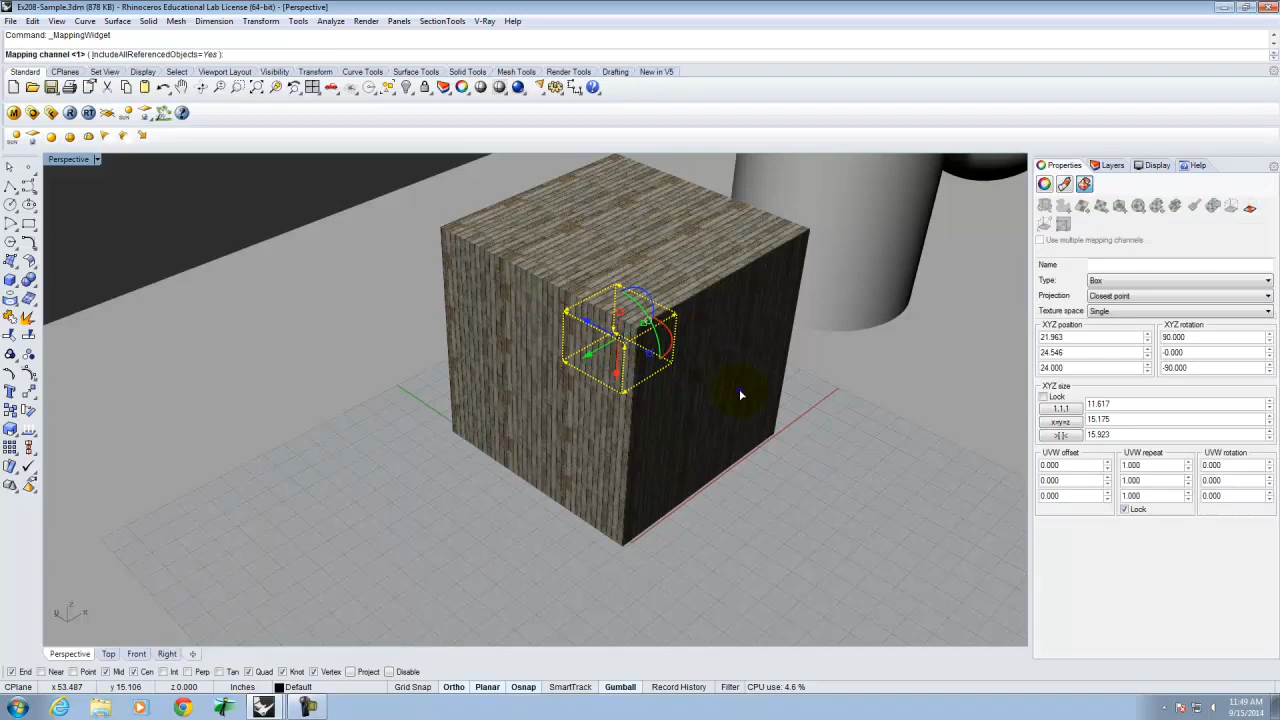 Ex208-Sample.3dm (878 KB) - Rhinoceros Educational Lab License (64-bit) - [Perspective]
File Edit View Curve Surface Solid Mesh Dimension Transform Tools Analyze Render Panels SectionTools V-Ray Help
Command: _MappingWidget
Mapping channel <1> ( IncludeAllReferencedObjects=Yes ):
Standard CPlanes Set View Display Select Viewport Layout Visibility Transform Curve Tools Surface Tools Solid Tools Mesh Tools Render Tools Drafting New in V5
M R RT SUN
SUN
Perspective
Properties Layers Display Help
Use multiple mapping channels
Name
Type: Box
Projection Closest point
Texture space Single
XYZ position XYZ rotation
21.963 90.000
24.546 -0.000
24.000 -90.000
XYZ size
Lock 11.617
1,1,1 15.175
x=y=z 15.923
>[ ]<
UVW offset UVW repeat UVW rotation
0.000 1.000 0.000
0.000 1.000 0.000
0.000 1.000 0.000
Lock
z
y x
Perspective Top Front Right
End Near Point Mid Cen Int Perp Tan Quad Knot Vertex Project Disable
CPlane x 53.487 y 15.106 z 0.000 Inches Default Grid Snap Ortho Planar Osnap SmartTrack Gumball Record History Filter CPU use: 4.6 %
11:49 AM
9/15/2014